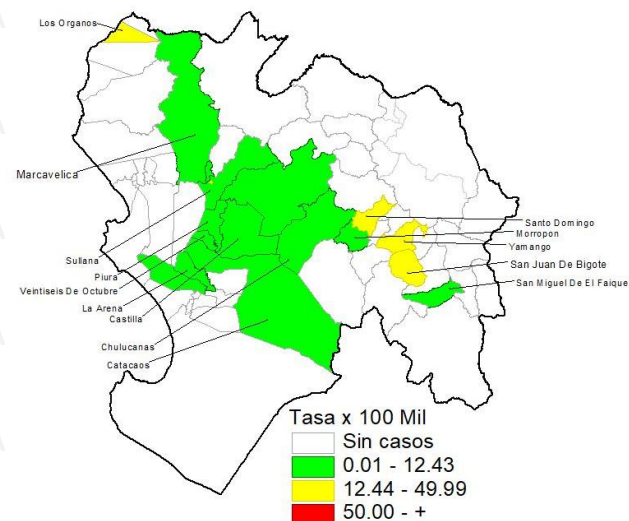 Los Organos
Marcavelica
Santo Domingo
Morropon
Yamango
San Juan De Bigote
San Miguel De El Faique
Sullana
Piura
Veintiseis De Octubre
La Arena
Castilla
Chulucanas
Catacaos
Tasa x 100 Mil
Sin casos
0.01 - 12.43
12.44 - 49.99
50.00 - +